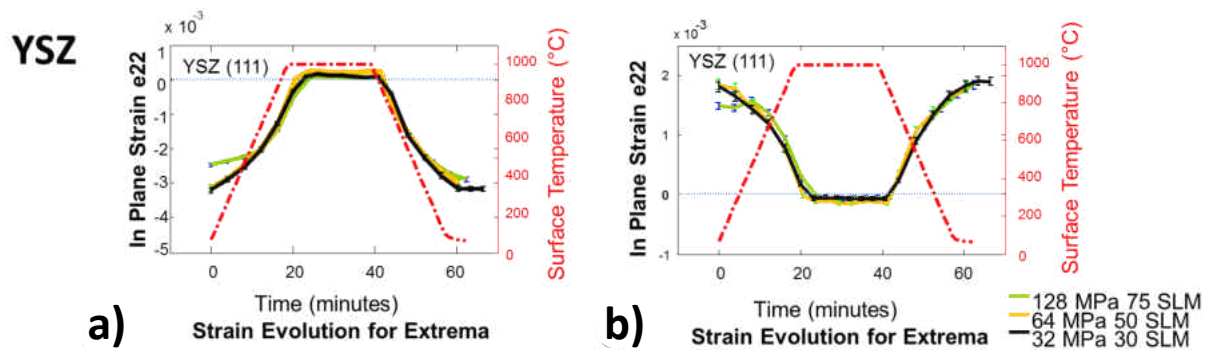 YSZ
x 10⁻³
YSZ (111)
In Plane Strain e22
1
0
-1
-2
-3
-4
-5
0
20
40
60
1000
800
600
400
200
0
Surface Temperature (°C)
Time (minutes)
a)
Strain Evolution for Extrema
x 10⁻³
YSZ (111)
In Plane Strain e22
2
1
0
-1
0
20
40
60
1000
800
600
400
200
0
Surface Temperature (°C)
Time (minutes)
b)
Strain Evolution for Extrema
128 MPa 75 SLM
64 MPa 50 SLM
32 MPa 30 SLM